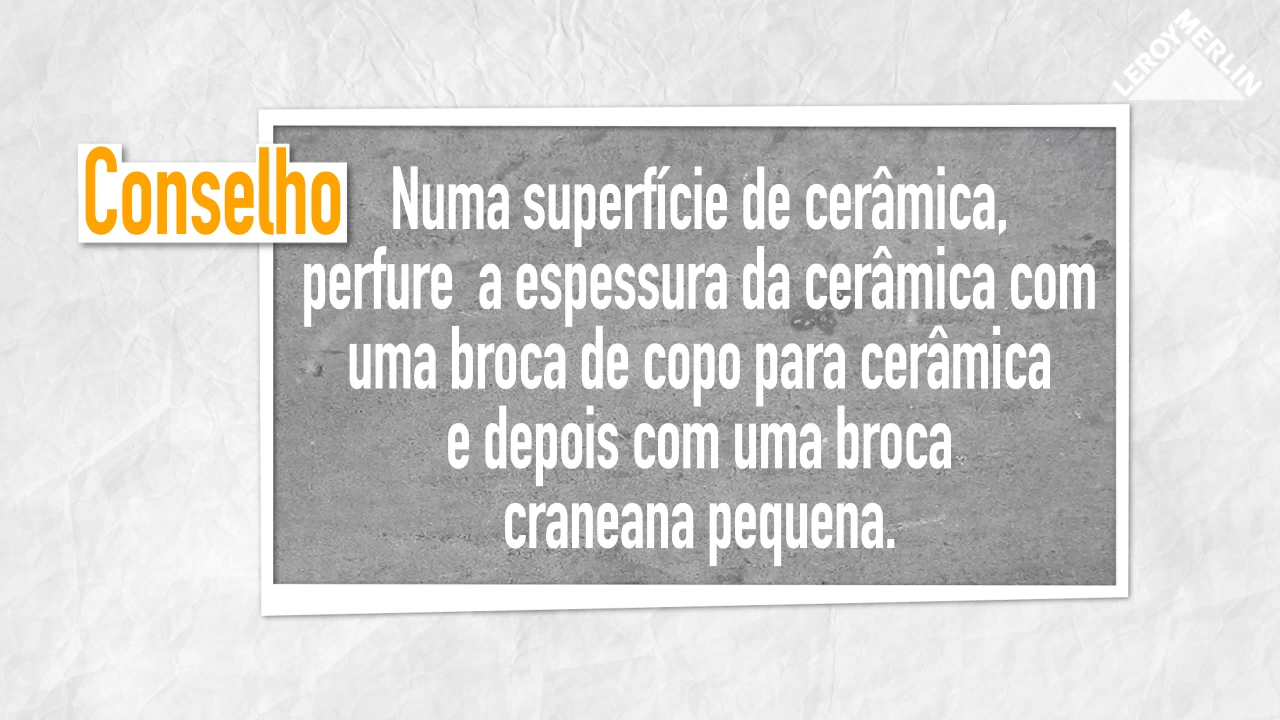 LEROY MERLIN
Conselho
Numa superfície de cerâmica,
perfure a espessura da cerâmica com
uma broca de copo para cerâmica
e depois com uma broca
craneana pequena.